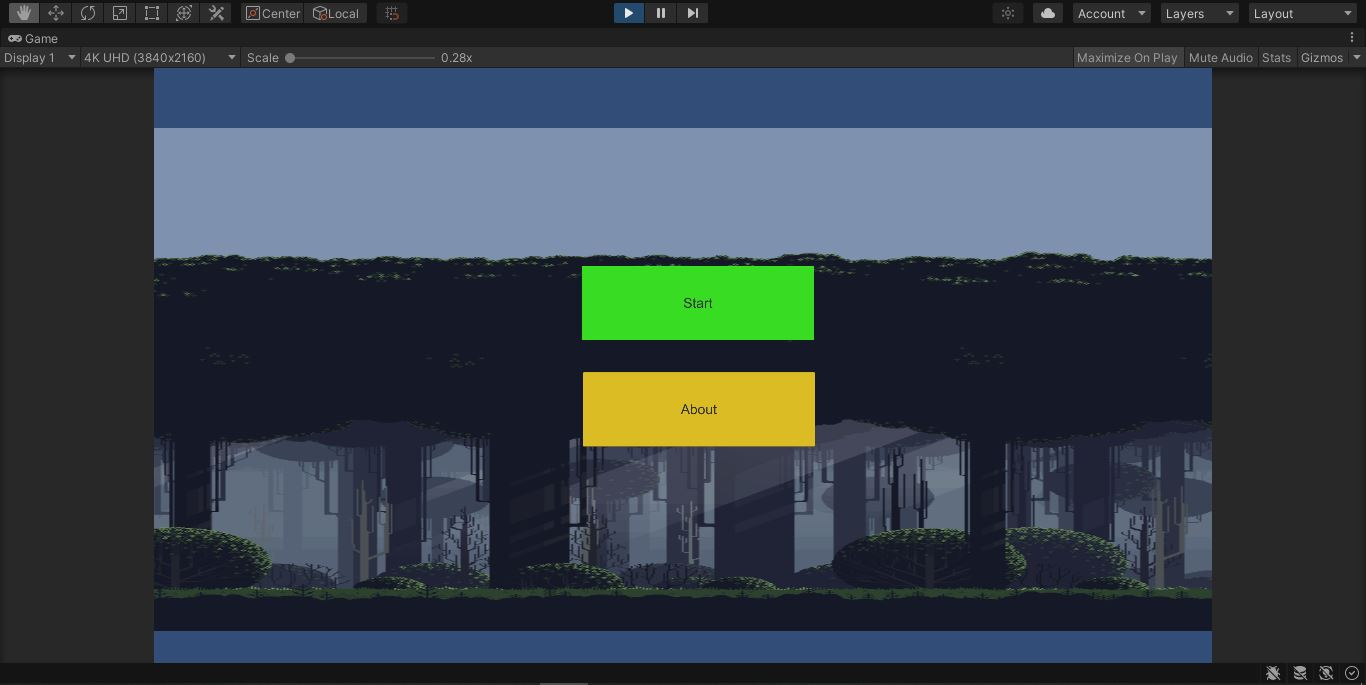 Center Local Account Layers Layout
Game
Display 1 4K UHD (3840x2160) Scale 0.28x Maximize On Play Mute Audio Stats Gizmos
Start
About